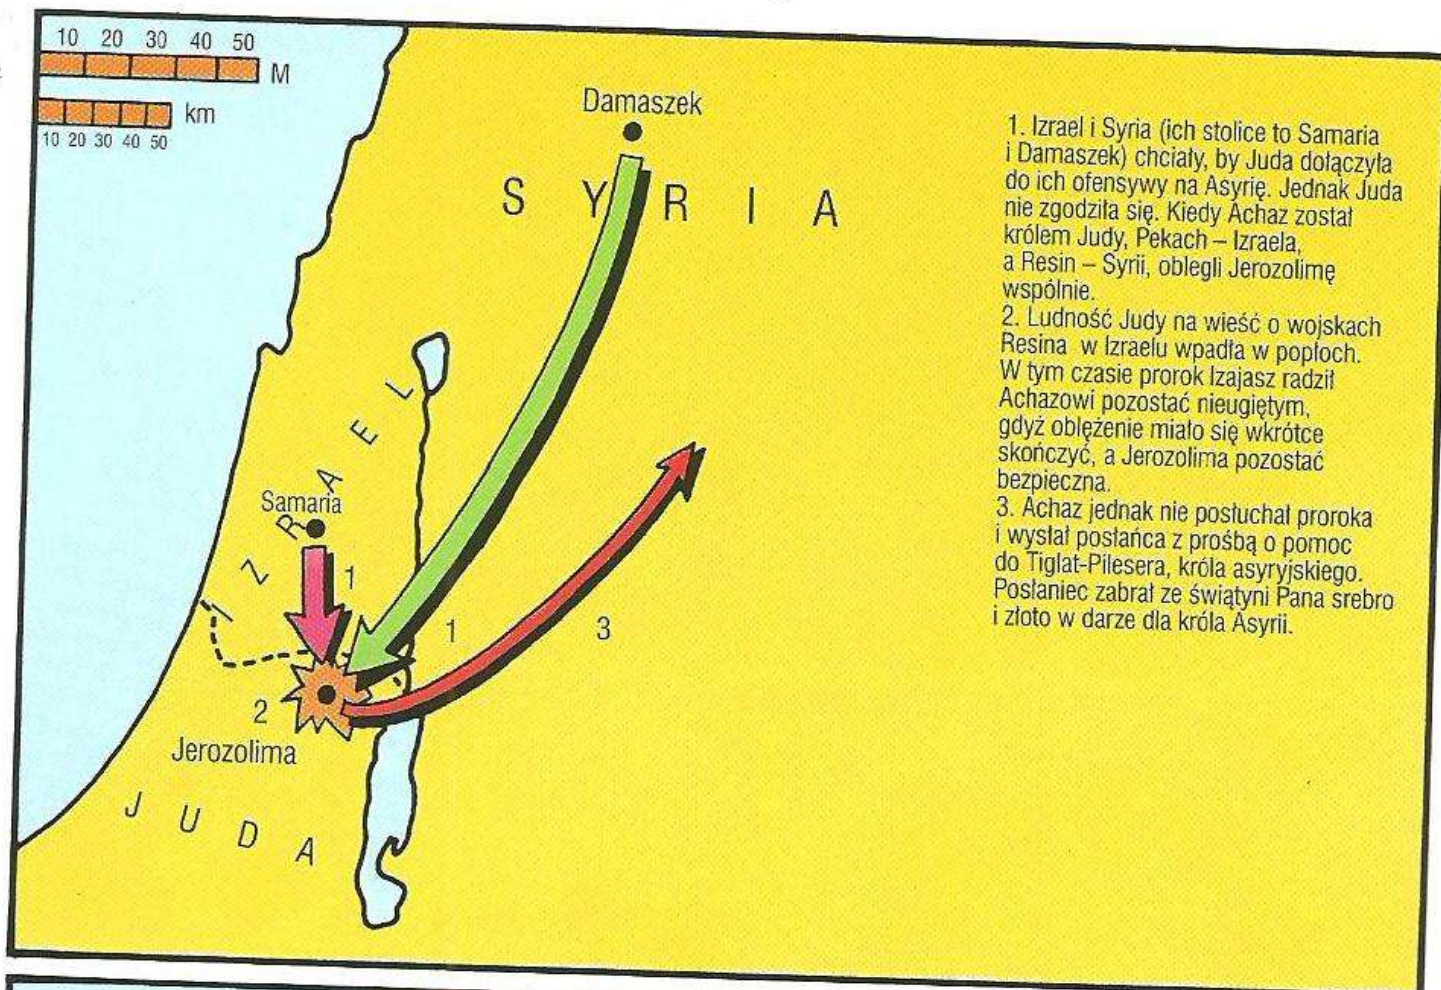 10 20 30 40 50
M
km
10 20 30 40 50
Damaszek
S Y R I A
I Z R A E L
Samaria
1
1
3
2
Jerozolima
J U D A
1. Izrael i Syria (ich stolice to Samaria
i Damaszek) chciały, by Juda dołączyła
do ich ofensywy na Asyrię. Jednak Juda
nie zgodziła się. Kiedy Achaz został
królem Judy, Pekach – Izraela,
a Resin – Syrii, oblegli Jerozolimę
wspólnie.
2. Ludność Judy na wieść o wojskach
Resina w Izraelu wpadła w popłoch.
W tym czasie prorok Izajasz radził
Achazowi pozostać nieugiętym,
gdyż oblężenie miało się wkrótce
skończyć, a Jerozolima pozostać
bezpieczna.
3. Achaz jednak nie posłuchał proroka
i wysłał posłańca z prośbą o pomoc
do Tiglat-Pilesera, króla asyryjskiego.
Posłaniec zabrał ze świątyni Pana srebro
i złoto w darze dla króla Asyrii.